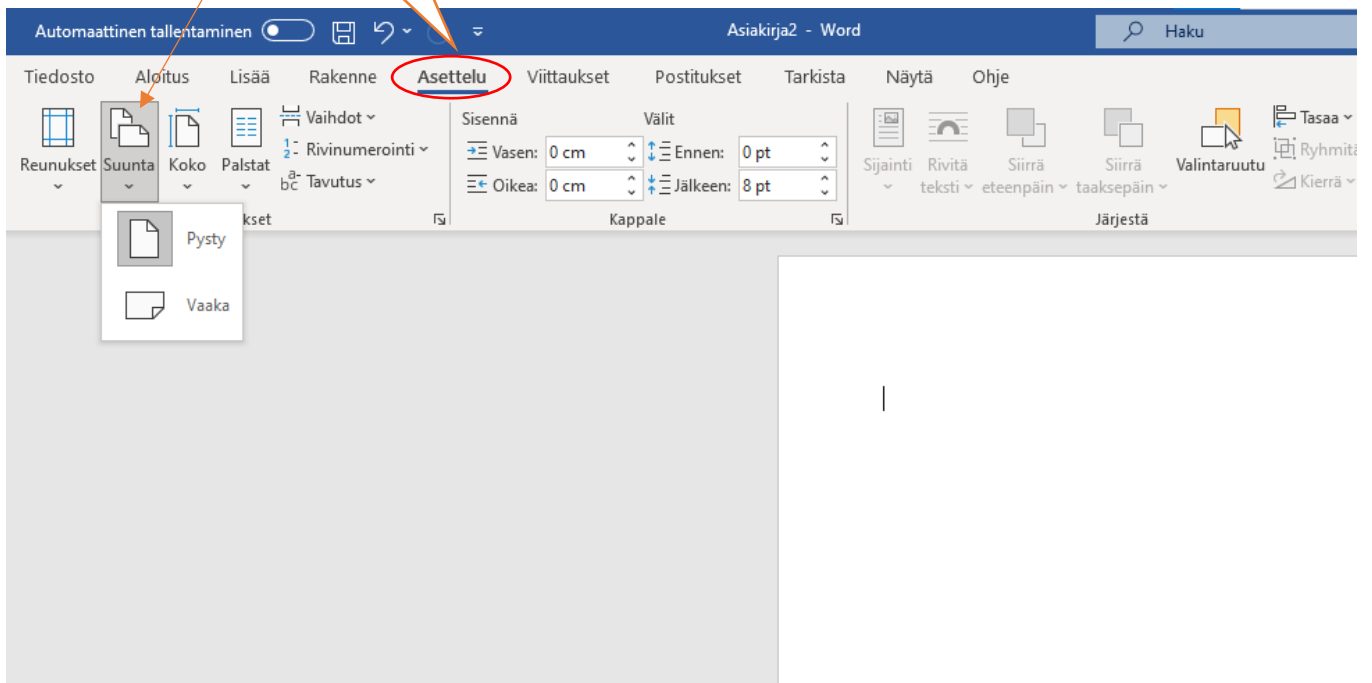 Automaattinen tallentaminen Asiakirja2 - Word Haku
Tiedosto Aloitus Lisää Rakenne Asettelu Viittaukset Postitukset Tarkista Näytä Ohje
Reunukset Suunta Koko Palstat
Vaihdot
Rivinumerointi
Tavutus
Sisennä Välit
Vasen: 0 cm Ennen: 0 pt
Oikea: 0 cm Jälkeen: 8 pt
Sijainti Rivitä teksti Siirrä eteenpäin Siirrä taaksepäin Valintaruutu
Tasaa
Ryhmitä
Kierrä
kset Kappale Järjestä
Pysty
Vaaka